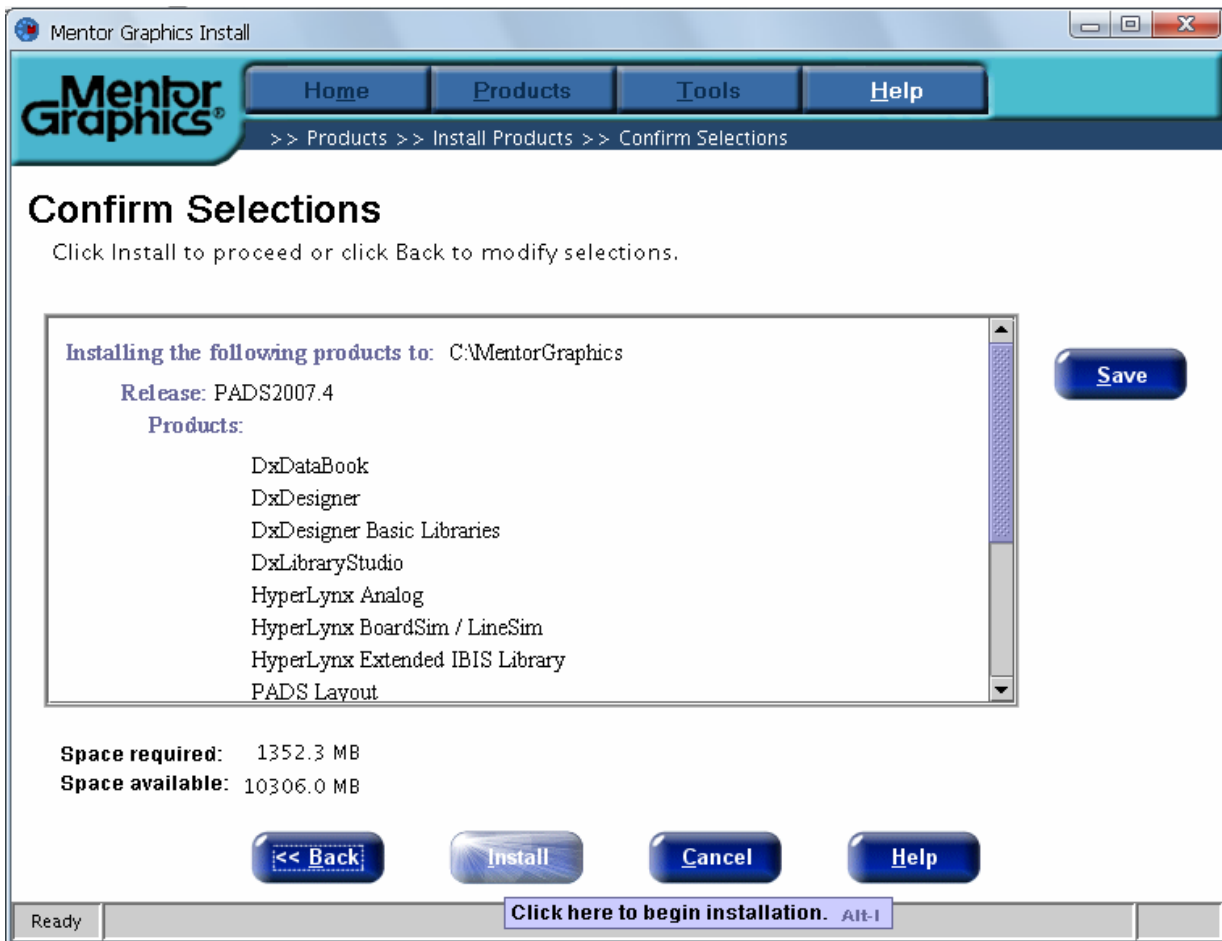 Mentor Graphics Install
Mentor
Graphics®
Home Products Tools Help
>> Products >> Install Products >> Confirm Selections
Confirm Selections
Click Install to proceed or click Back to modify selections.
Installing the following products to: C:\MentorGraphics
Release: PADS2007.4
Products:
DxDataBook
DxDesigner
DxDesigner Basic Libraries
DxLibraryStudio
HyperLynx Analog
HyperLynx BoardSim / LineSim
HyperLynx Extended IBIS Library
PADS Layout
Save
Space required: 1352.3 MB
Space available: 10306.0 MB
<< Back Install Cancel Help
Click here to begin installation. Alt-I
Ready